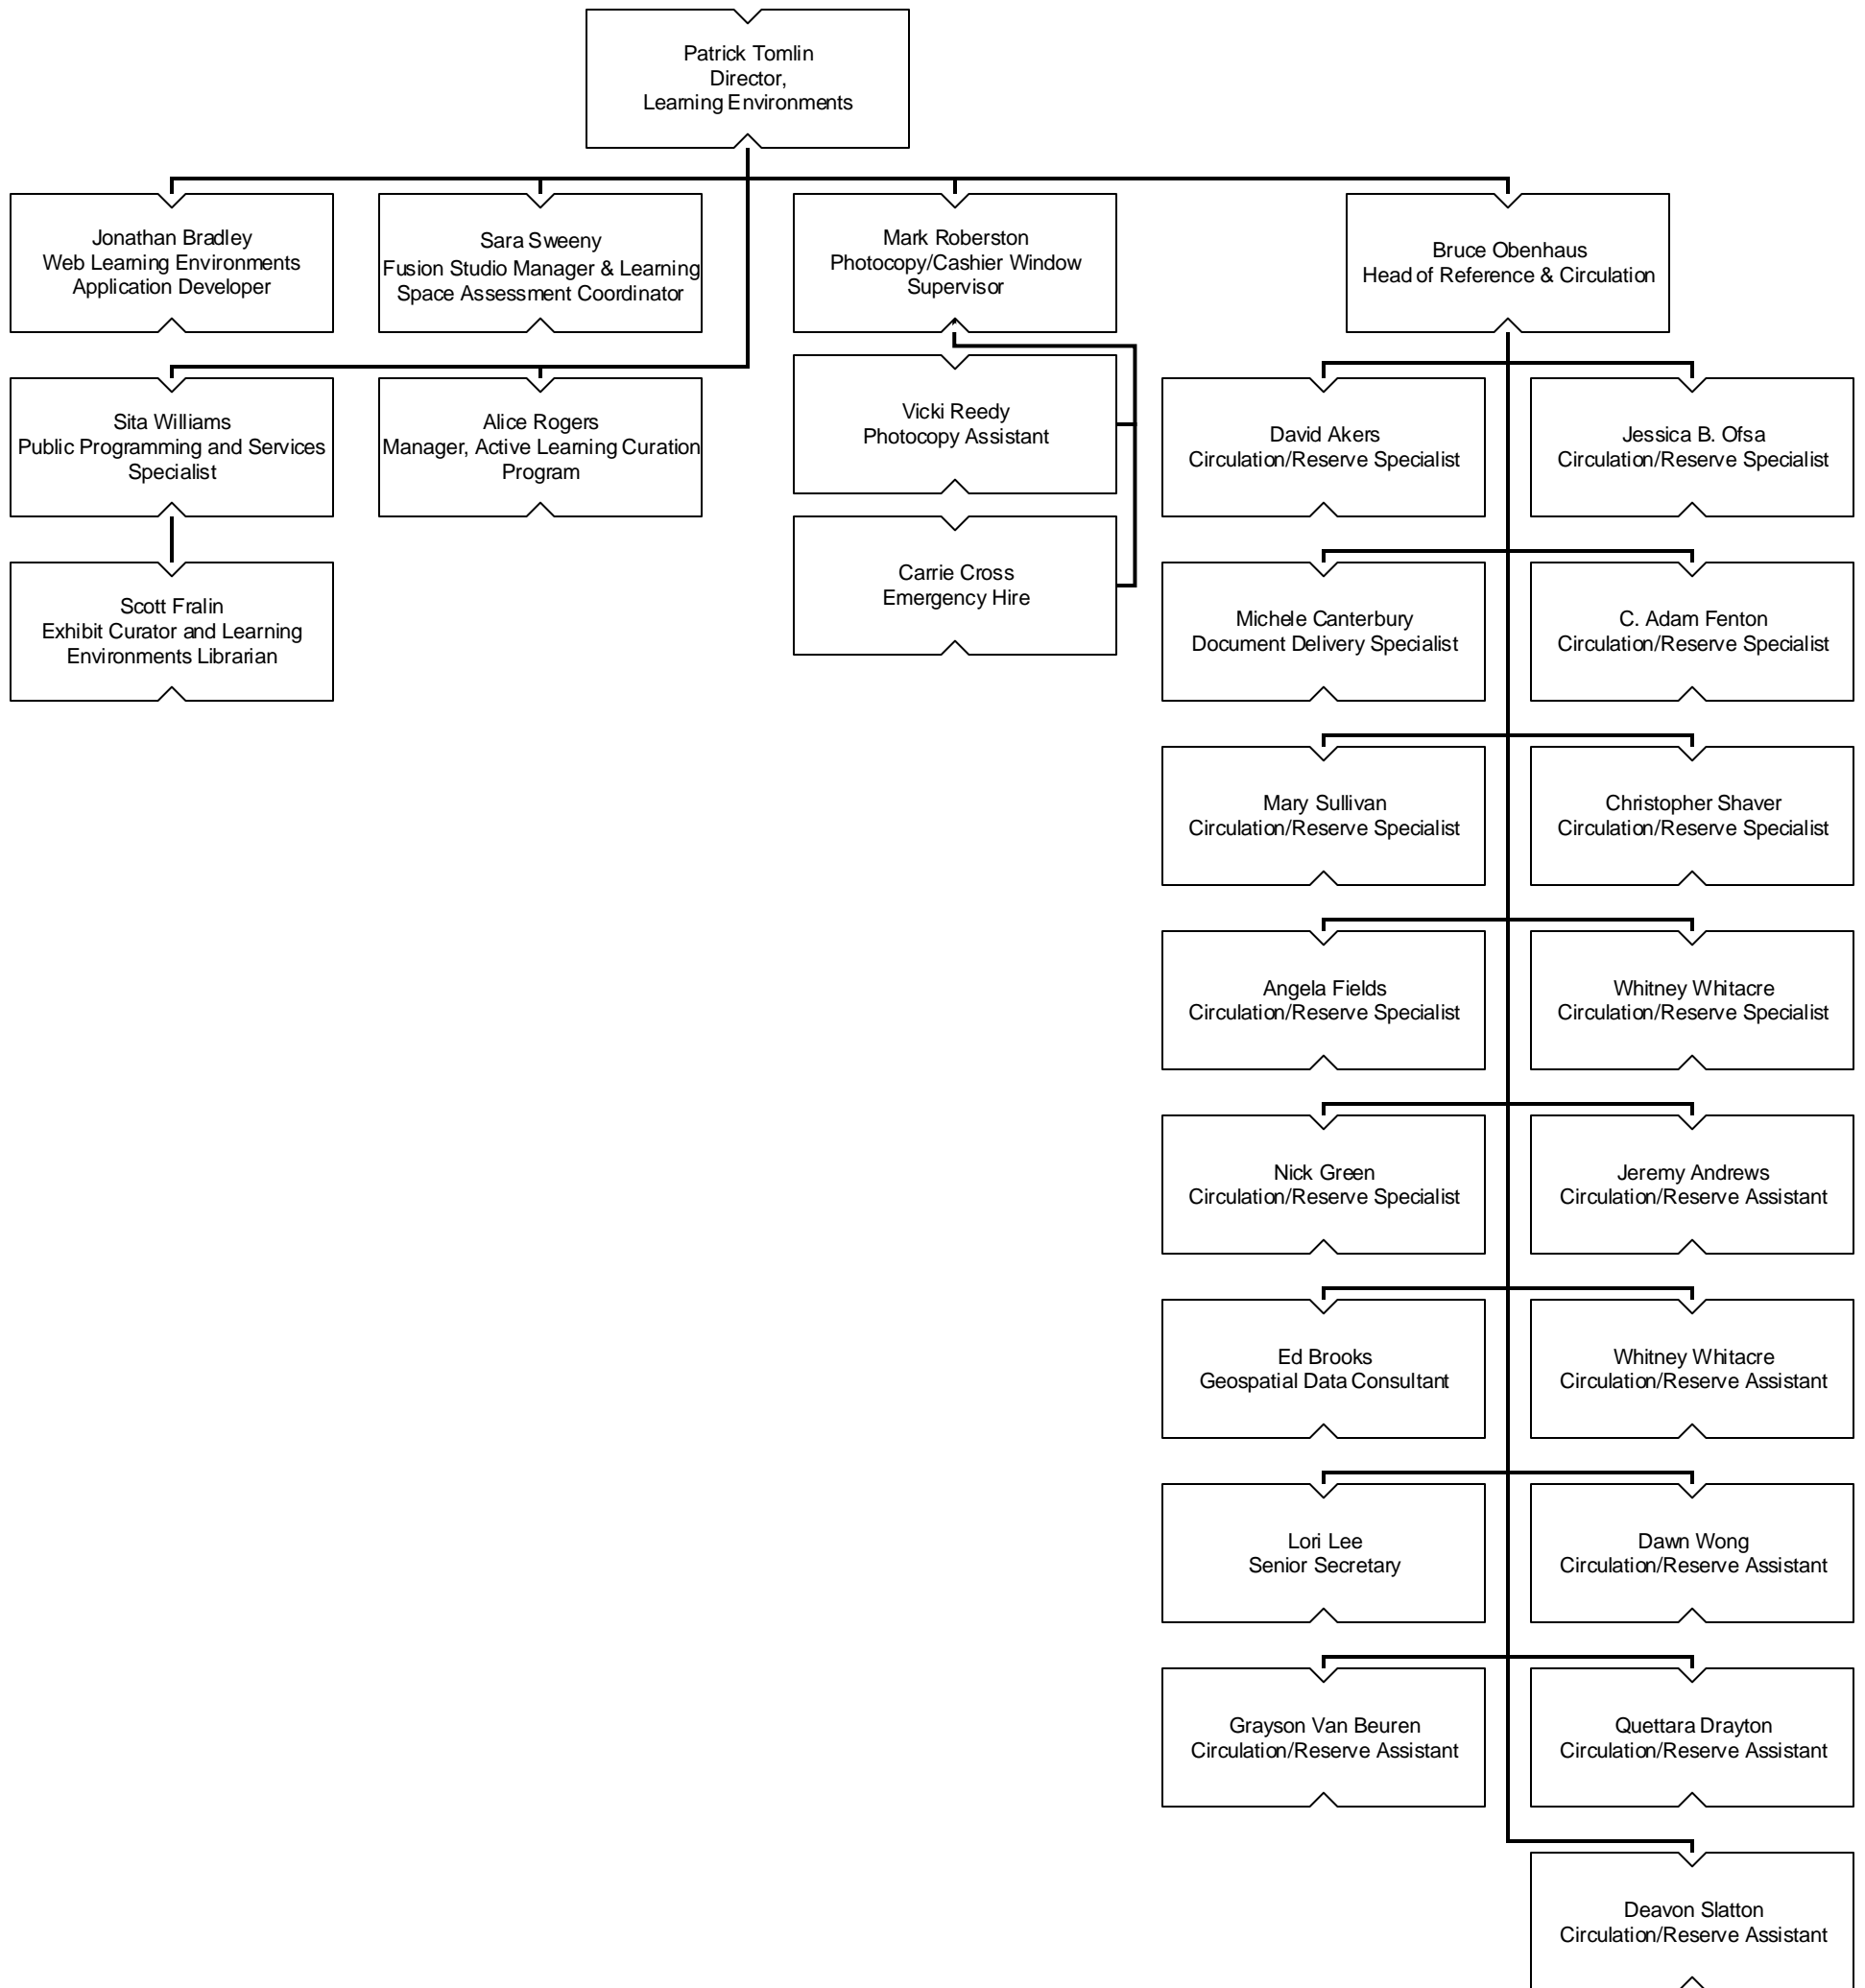 Patrick Tomlin
Director,
Learning Environments
Jonathan Bradley
Web Learning Environments
Application Developer
Sara Sweeny
Fusion Studio Manager & Learning
Space Assessment Coordinator
Mark Roberston
Photocopy/Cashier Window
Supervisor
Bruce Obenhaus
Head of Reference & Circulation
Sita Williams
Public Programming and Services
Specialist
Alice Rogers
Manager, Active Learning Curation
Program
Vicki Reedy
Photocopy Assistant
David Akers
Circulation/Reserve Specialist
Jessica B. Ofsa
Circulation/Reserve Specialist
Scott Fralin
Exhibit Curator and Learning
Environments Librarian
Carrie Cross
Emergency Hire
Michele Canterbury
Document Delivery Specialist
C. Adam Fenton
Circulation/Reserve Specialist
Mary Sullivan
Circulation/Reserve Specialist
Christopher Shaver
Circulation/Reserve Specialist
Angela Fields
Circulation/Reserve Specialist
Whitney Whitacre
Circulation/Reserve Specialist
Nick Green
Circulation/Reserve Specialist
Jeremy Andrews
Circulation/Reserve Assistant
Ed Brooks
Geospatial Data Consultant
Whitney Whitacre
Circulation/Reserve Assistant
Lori Lee
Senior Secretary
Dawn Wong
Circulation/Reserve Assistant
Grayson Van Beuren
Circulation/Reserve Assistant
Quettara Drayton
Circulation/Reserve Assistant
Deavon Slatton
Circulation/Reserve Assistant